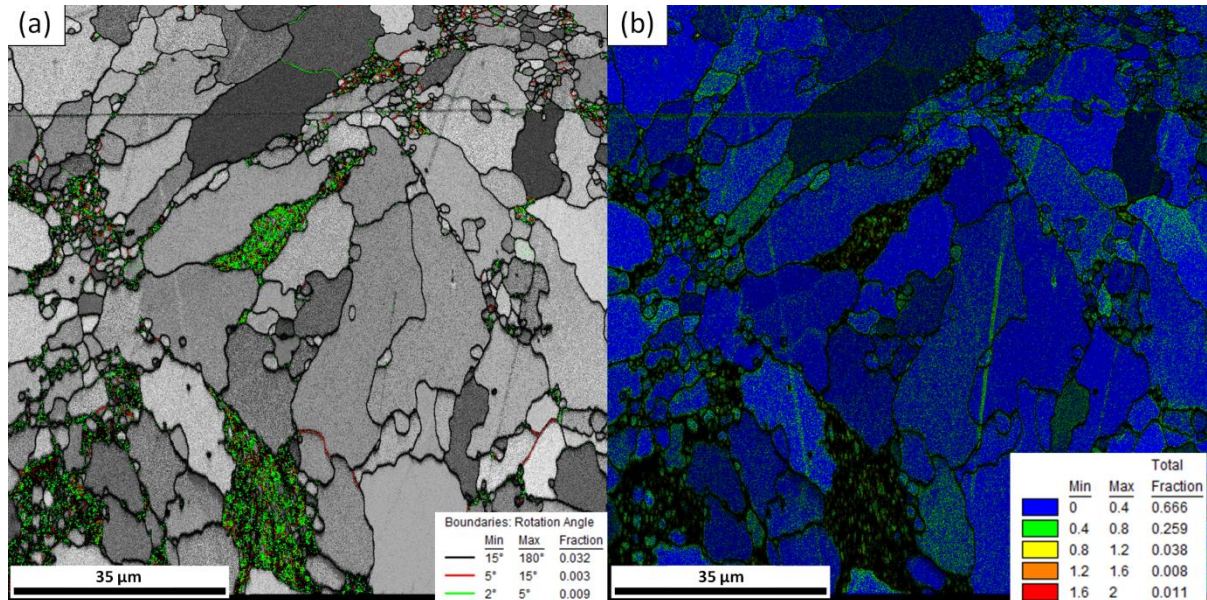 (a)
Boundaries: Rotation Angle
Min Max Fraction
15° 180° 0.032
5° 15° 0.003
2° 5° 0.009
35 µm
(b)
Total
Min Max Fraction
0 0.4 0.666
0.4 0.8 0.259
0.8 1.2 0.038
1.2 1.6 0.008
1.6 2 0.011
35 µm